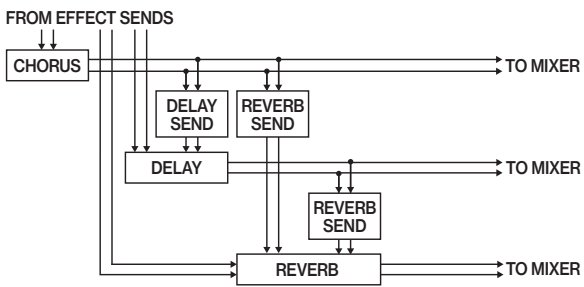 FROM EFFECT SENDS
CHORUS
TO MIXER
DELAY
SEND
REVERB
SEND
DELAY
TO MIXER
REVERB
SEND
REVERB
TO MIXER